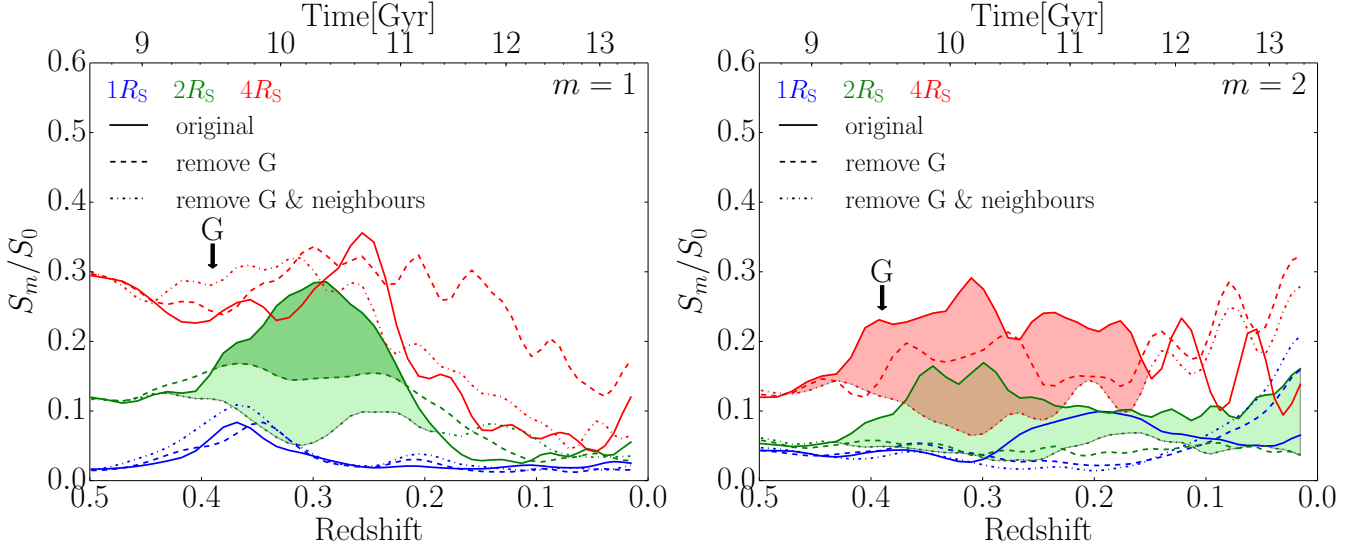 Time[Gyr]
9 10 11 12 13
0.6
0.5
0.4
0.3
0.2
0.1
0.0
S_m/S_0
1R_S 2R_S 4R_S
m = 1
original
remove G
remove G & neighbours
G
0.5 0.4 0.3 0.2 0.1 0.0
Redshift
Time[Gyr]
9 10 11 12 13
0.6
0.5
0.4
0.3
0.2
0.1
0.0
S_m/S_0
1R_S 2R_S 4R_S
m = 2
original
remove G
remove G & neighbours
G
0.5 0.4 0.3 0.2 0.1 0.0
Redshift